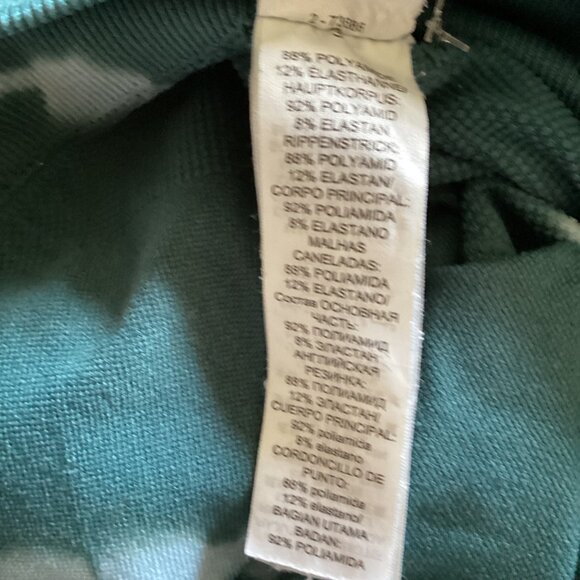 88% POLYAMID
12% ELASTHANNE
HAUPTKORPUS:
92% POLYAMID
8% ELASTAN
RIPPENSTRICK:
88% POLYAMID
12% ELASTAN/
CORPO PRINCIPAL:
92% POLIAMIDA
8% ELASTANO
MALHAS
CANELADAS:
88% POLIAMIDA
12% ELASTANO/
Состав ОСНОВНАЯ
ЧАСТЬ:
92% ПОЛИАМИД
8% ЭЛАСТАН
АНГЛИЙСКАЯ
РЕЗИНКА:
88% ПОЛИАМИД
12% ЭЛАСТАН/
CUERPO PRINCIPAL:
92% poliamida
8% elastano
CORDONCILLO DE
PUNTO:
88% poliamida
12% elastano/
BAGIAN UTAMA
BADAN:
92% POLIAMIDA